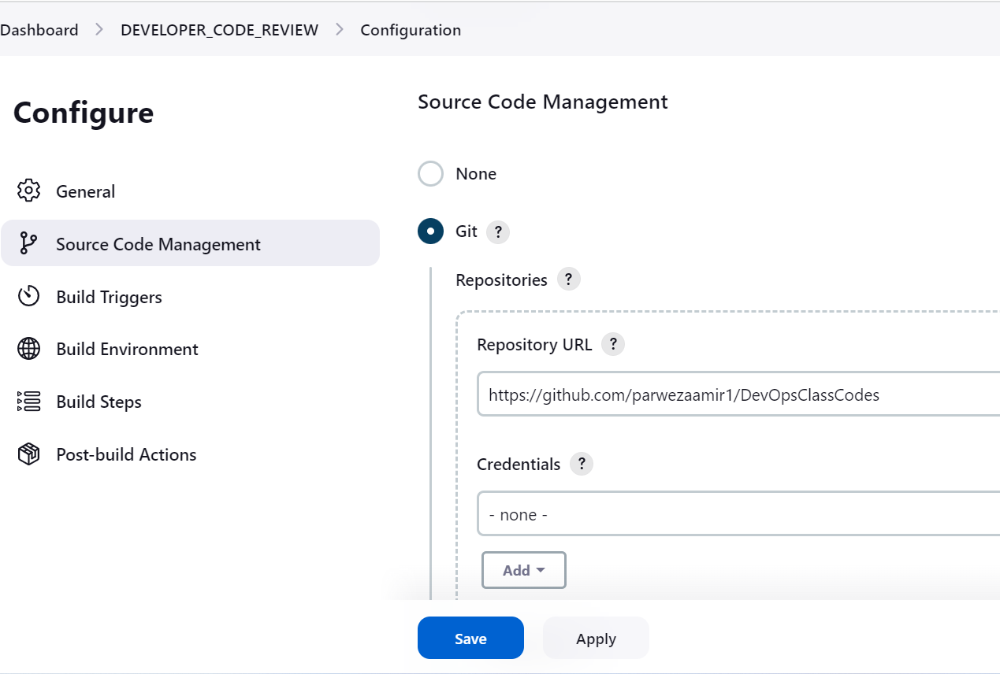 Dashboard > DEVELOPER_CODE_REVIEW > Configuration
Configure
General
Source Code Management
Build Triggers
Build Environment
Build Steps
Post-build Actions
Source Code Management
None
Git ?
Repositories ?
Repository URL ?
https://github.com/parwezaamir1/DevOpsClassCodes
Credentials ?
- none -
Add
Save Apply